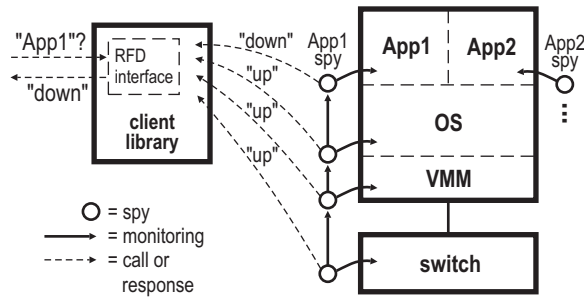 "App1"?
"down"
RFD
interface
client
library
"down"
"up"
"up"
"up"
App1
spy
App1
App2
App2
spy
...
OS
VMM
switch
= spy
= monitoring
= call or
response